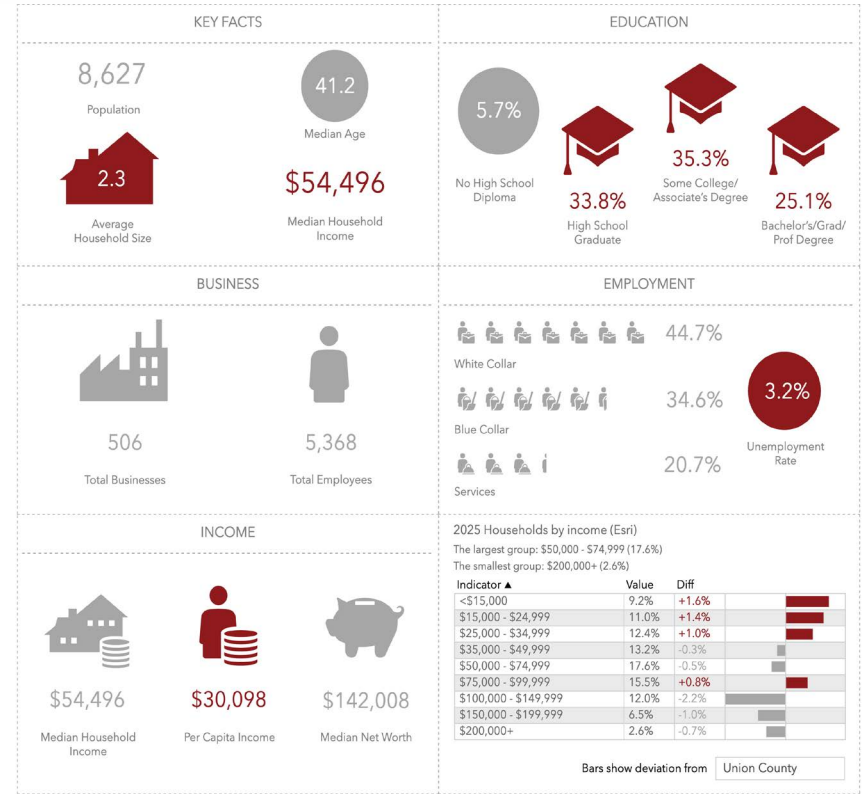 KEY FACTS
8,627
Population
41.2
Median Age
2.3
Average
Household Size
$54,496
Median Household
Income
EDUCATION
5.7%
No High School
Diploma
33.8%
High School
Graduate
35.3%
Some College/
Associate's Degree
25.1%
Bachelor's/Grad/
Prof Degree
BUSINESS
506
Total Businesses
5,368
Total Employees
EMPLOYMENT
44.7%
White Collar
34.6%
Blue Collar
20.7%
Services
3.2%
Unemployment
Rate
INCOME
$54,496
Median Household
Income
$30,098
Per Capita Income
$142,008
Median Net Worth
2025 Households by income (Esri)
The largest group: $50,000 - $74,999 (17.6%)
The smallest group: $200,000+ (2.6%)
Indicator ▲ Value Diff
<$15,000 9.2% +1.6%
$15,000 - $24,999 11.0% +1.4%
$25,000 - $34,999 12.4% +1.0%
$35,000 - $49,999 13.2% -0.3%
$50,000 - $74,999 17.6% -0.5%
$75,000 - $99,999 15.5% +0.8%
$100,000 - $149,999 12.0% -2.2%
$150,000 - $199,999 6.5% -1.0%
$200,000+ 2.6% -0.7%
Bars show deviation from Union County